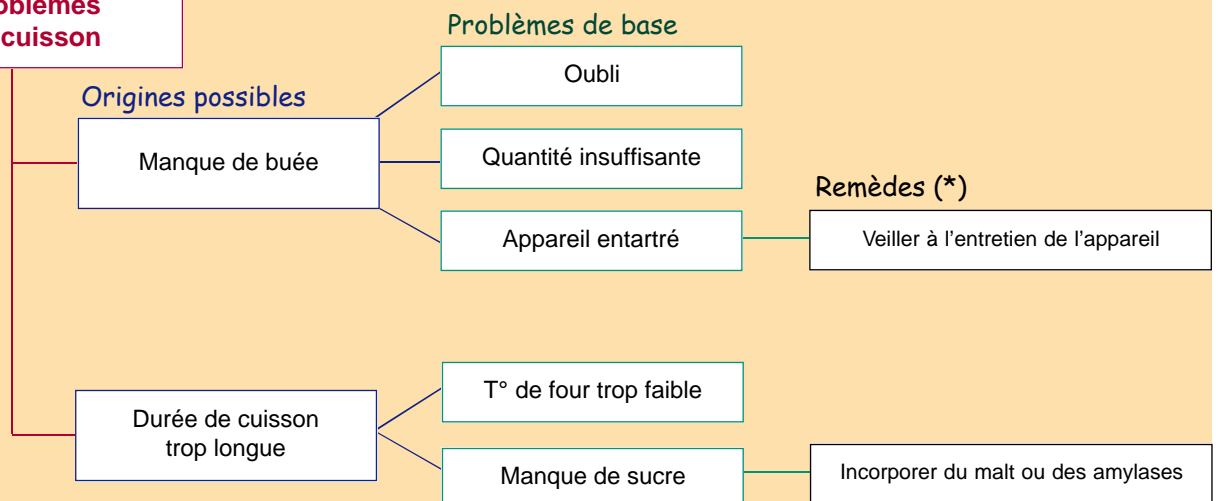 oblèmes
cuisson
Problèmes de base
Oubli
Origines possibles
Manque de buée
Quantité insuffisante
Remèdes (*)
Appareil entartré
Veiller à l'entretien de l'appareil
T° de four trop faible
Durée de cuisson
trop longue
Manque de sucre
Incorporer du malt ou des amylases